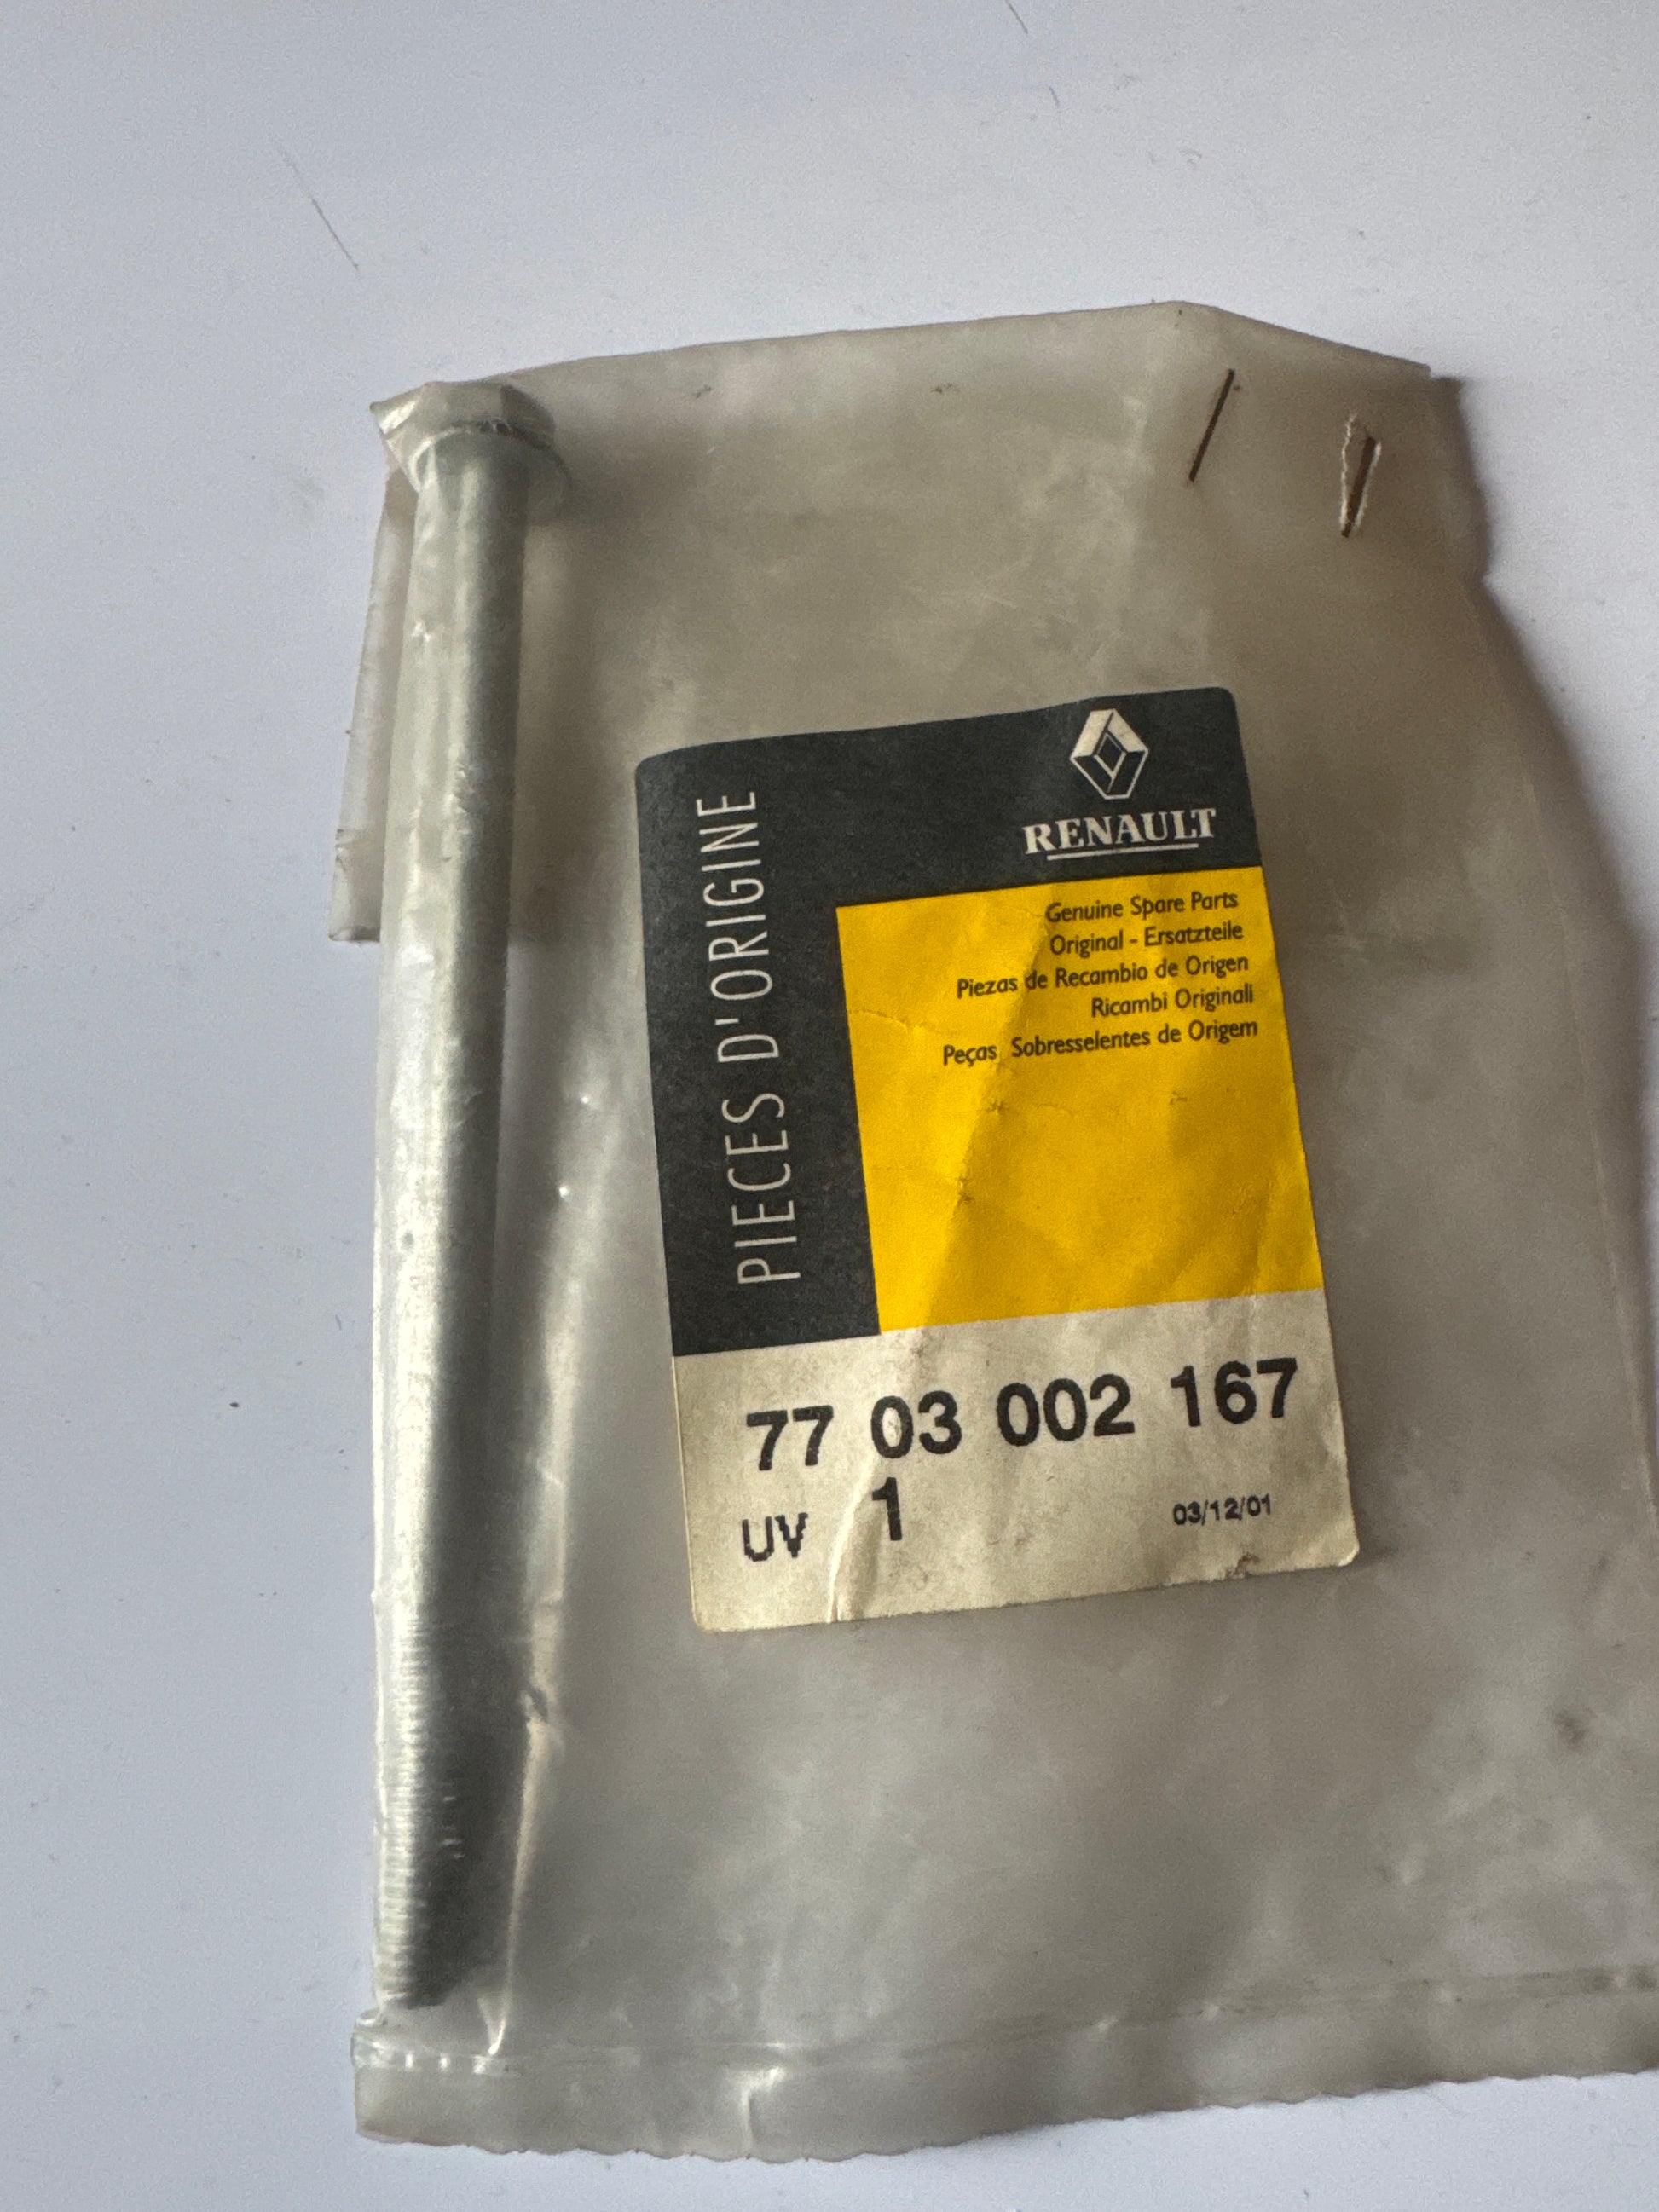 RENAULT
PIECES D'ORIGINE
Genuine Spare Parts
Original - Ersatzteile
Piezas de Recambio de Origen
Ricambi Originali
Peças Sobresselentes de Origem
77 03 002 167
UV 1 03/12/01